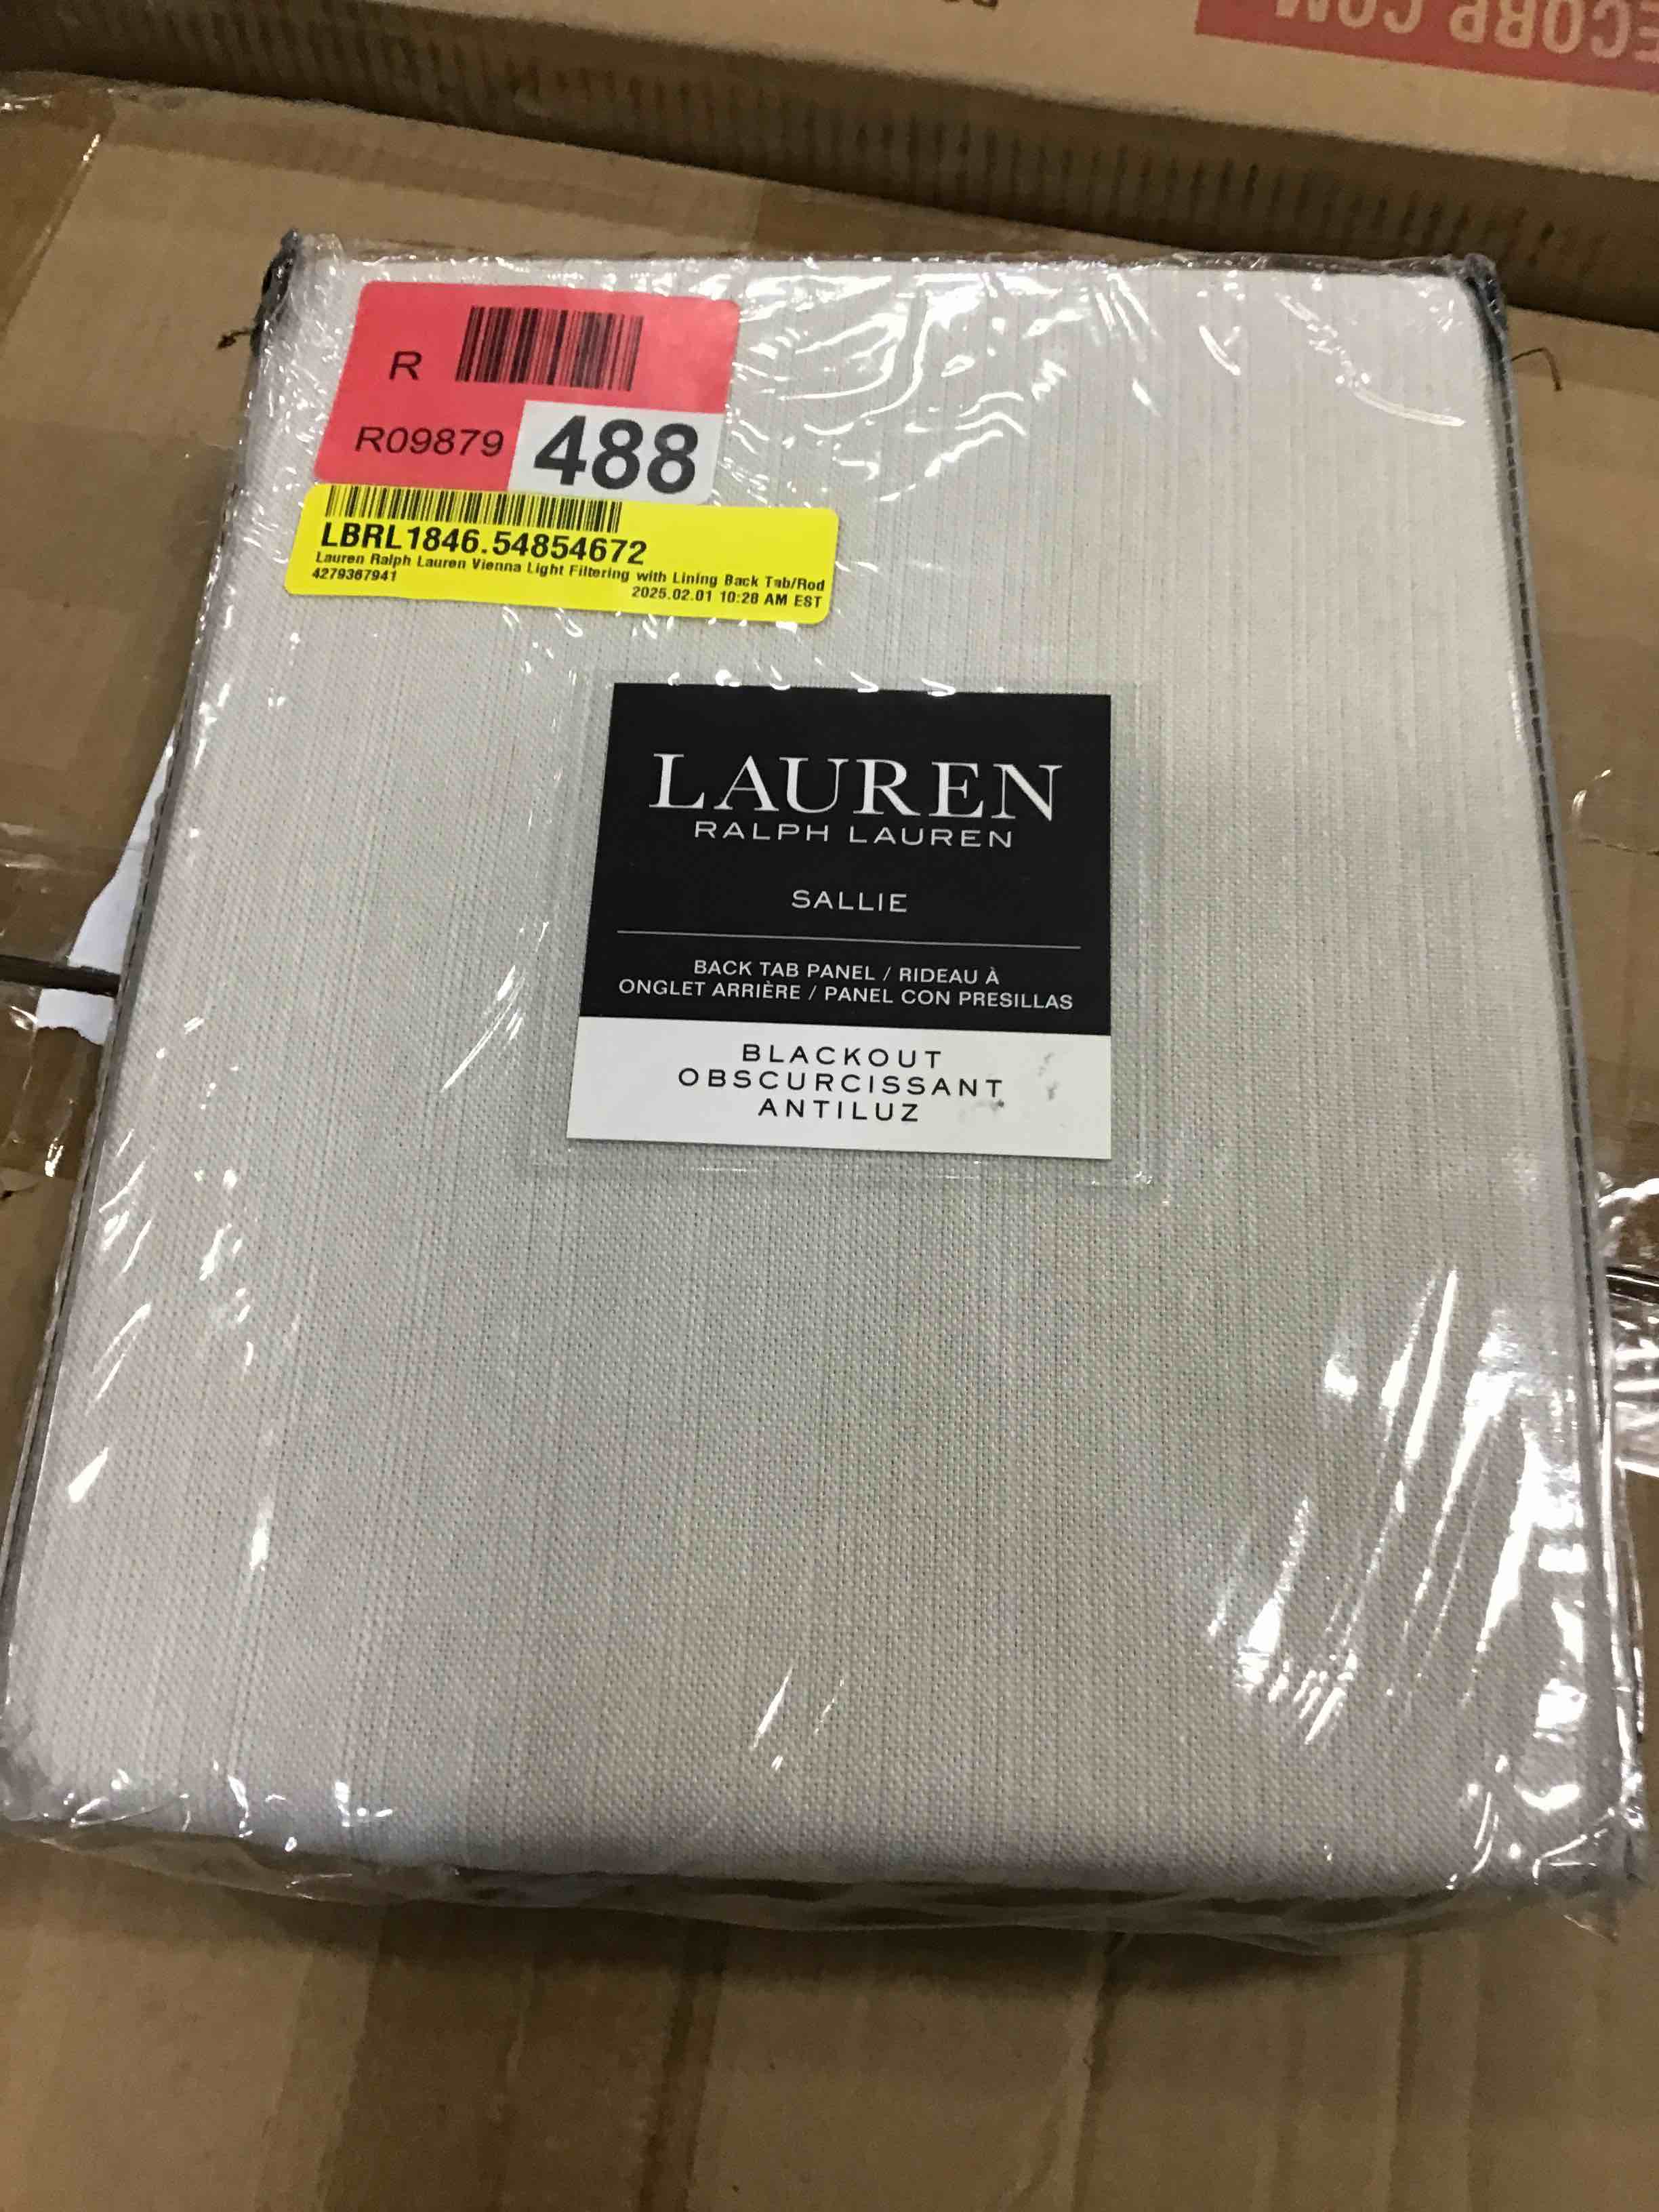 ECORP COM
R
R09879
488
LBRL1846.54854672
Lauren Ralph Lauren Vienna Light Filtering with Lining Back Tab/Rod
4279367941
2025.02.01 10:28 AM EST
LAUREN
RALPH LAUREN
SALLIE
BACK TAB PANEL / RIDEAU À
ONGLET ARRIÈRE / PANEL CON PRESILLAS
BLACKOUT
OBSCURCISSANT
ANTILUZ